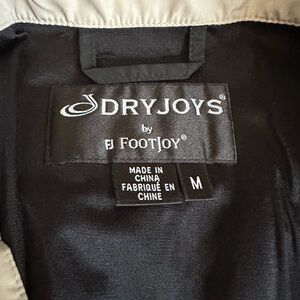 DRYJOYS®
by
FJ FOOTJOY®
MADE IN
CHINA
FABRIQUÉ EN
CHINE
M